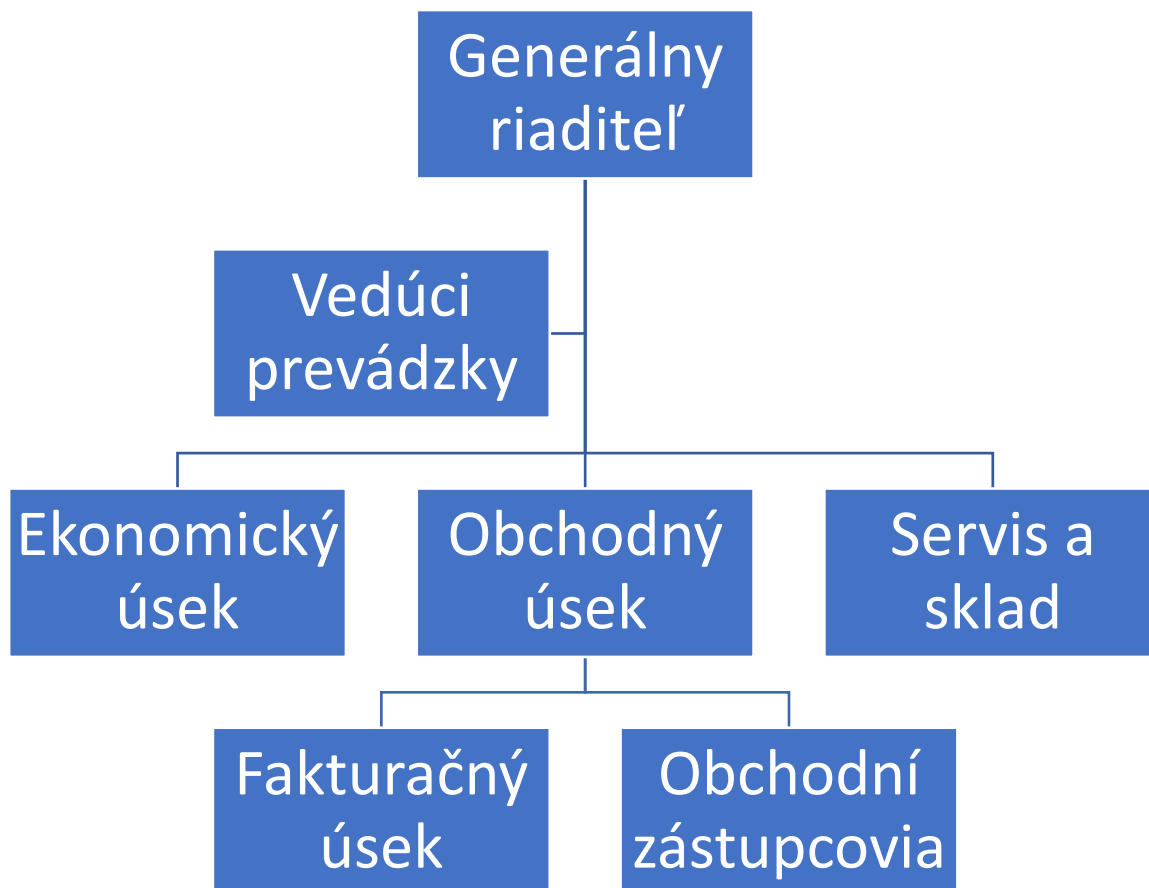 Generálny
riaditeľ
Vedúci
prevádzky
Ekonomický
úsek
Obchodný
úsek
Servis a
sklad
Fakturačný
úsek
Obchodní
zástupcovia